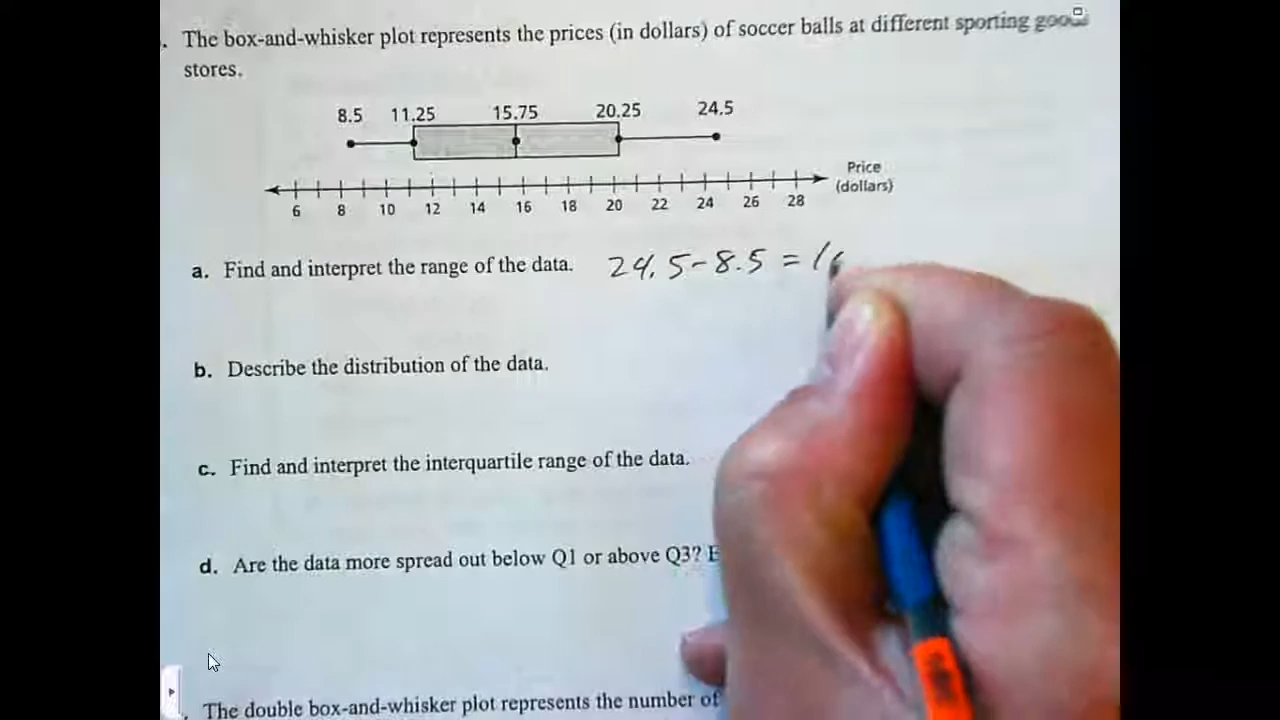 . The box-and-whisker plot represents the prices (in dollars) of soccer balls at different sporting goods
stores.
8.5 11.25 15.75 20.25 24.5
Price
(dollars)
6 8 10 12 14 16 18 20 22 24 26 28
a. Find and interpret the range of the data. 24.5-8.5 = 16
b. Describe the distribution of the data.
c. Find and interpret the interquartile range of the data.
d. Are the data more spread out below Q1 or above Q3?
The double box-and-whisker plot represents the number of